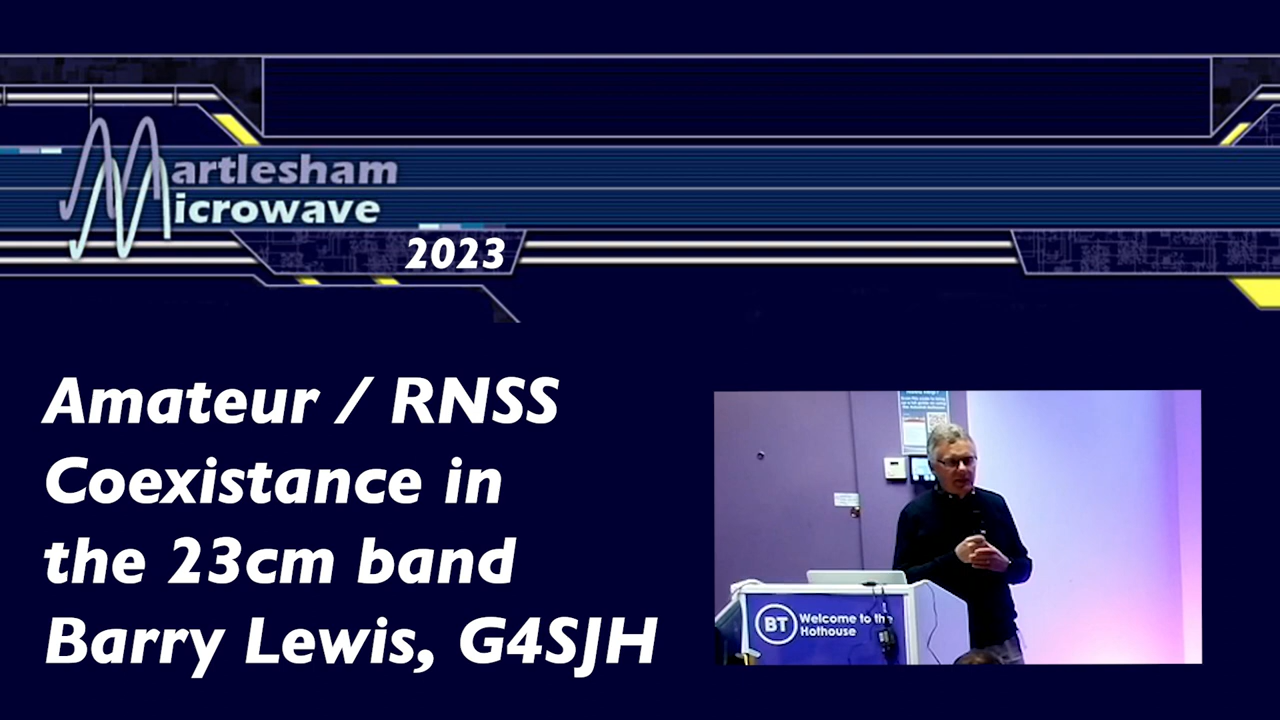 Martlesham
Microwave
2023
Amateur / RNSS
Coexistance in
the 23cm band
Barry Lewis, G4SJH
BT
Welcome to the
Hothouse